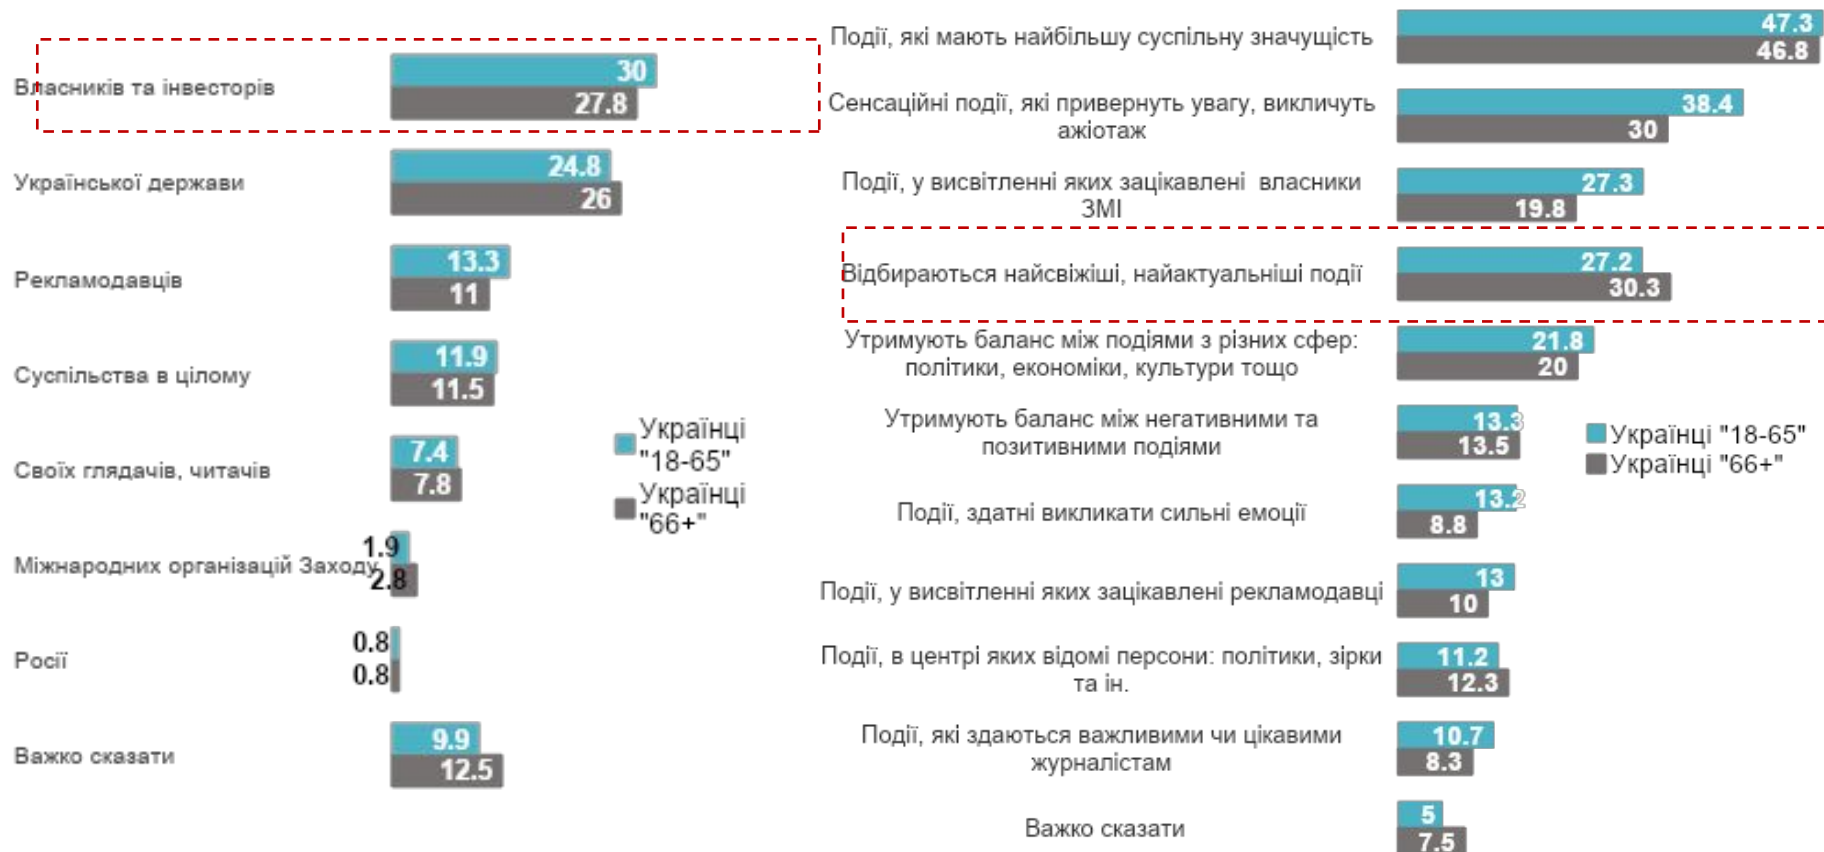 Власників та інвесторів
30
27.8
Української держави
24.8
26
Рекламодавців
13.3
11
Суспільства в цілому
11.9
11.5
Своїх глядачів, читачів
7.4
7.8
Міжнародних організацій Заходу
1.9
2.8
Росії
0.8
0.8
Важко сказати
9.9
12.5
Українці
"18-65"
Українці
"66+"
Події, які мають найбільшу суспільну значущість
47.3
46.8
Сенсаційні події, які привернуть увагу, викличуть
ажіотаж
38.4
30
Події, у висвітленні яких зацікавлені власники
ЗМІ
27.3
19.8
Відбираються найсвіжіші, найактуальніші події
27.2
30.3
Утримують баланс між подіями з різних сфер:
політики, економіки, культури тощо
21.8
20
Утримують баланс між негативними та
позитивними подіями
13.3
13.5
Події, здатні викликати сильні емоції
13.2
8.8
Події, у висвітленні яких зацікавлені рекламодавці
13
10
Події, в центрі яких відомі персони: політики, зірки
та ін.
11.2
12.3
Події, які здаються важливими чи цікавими
журналістам
10.7
8.3
Важко сказати
5
7.5
Українці "18-65"
Українці "66+"